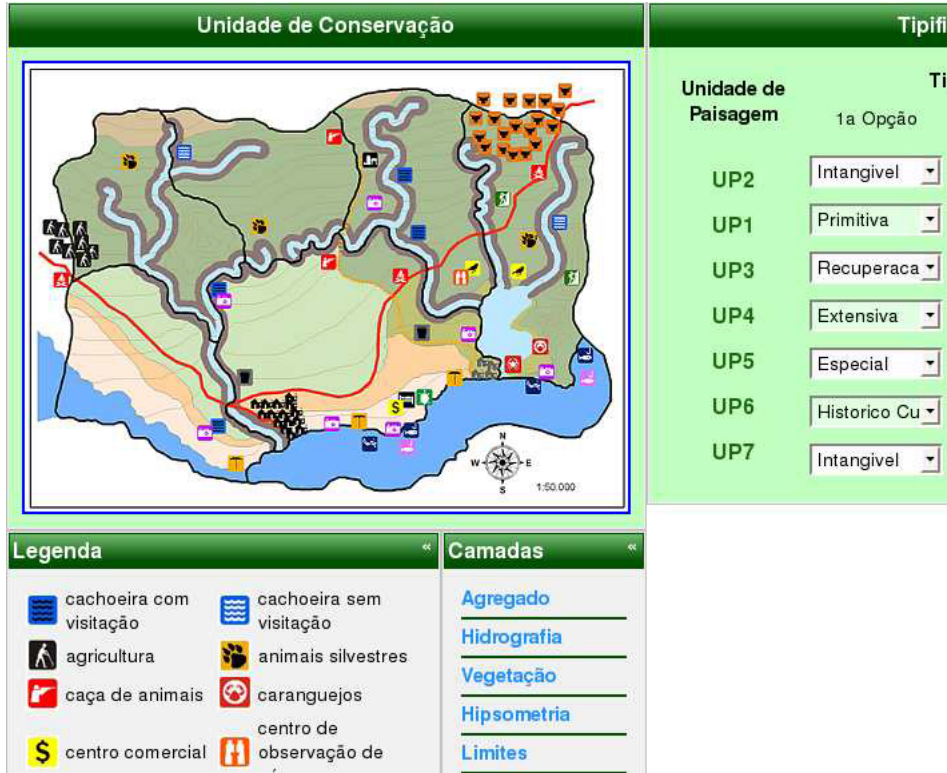 Unidade de Conservação
N
W
E
S
1:50.000
Unidade de
Paisagem
1a Opção
UP2
Intangivel
UP1
Primitiva
UP3
Recuperaca
UP4
Extensiva
UP5
Especial
UP6
Historico Cu
UP7
Intangivel
Legenda
«
cachoeira com
visitação
cachoeira sem
visitação
agricultura
animais silvestres
caça de animais
caranguejos
$
centro comercial
centro de
observação de
Camadas
«
Agregado
Hidrografia
Vegetação
Hipsometria
Limites